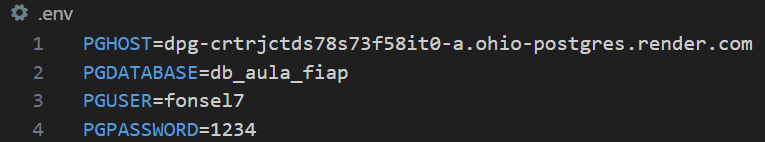 .env
1 PGHOST=dpg-crtrjctds78s73f58it0-a.ohio-postgres.render.com
2 PGDATABASE=db_aula_fiap
3 PGUSER=fonsel7
4 PGPASSWORD=1234